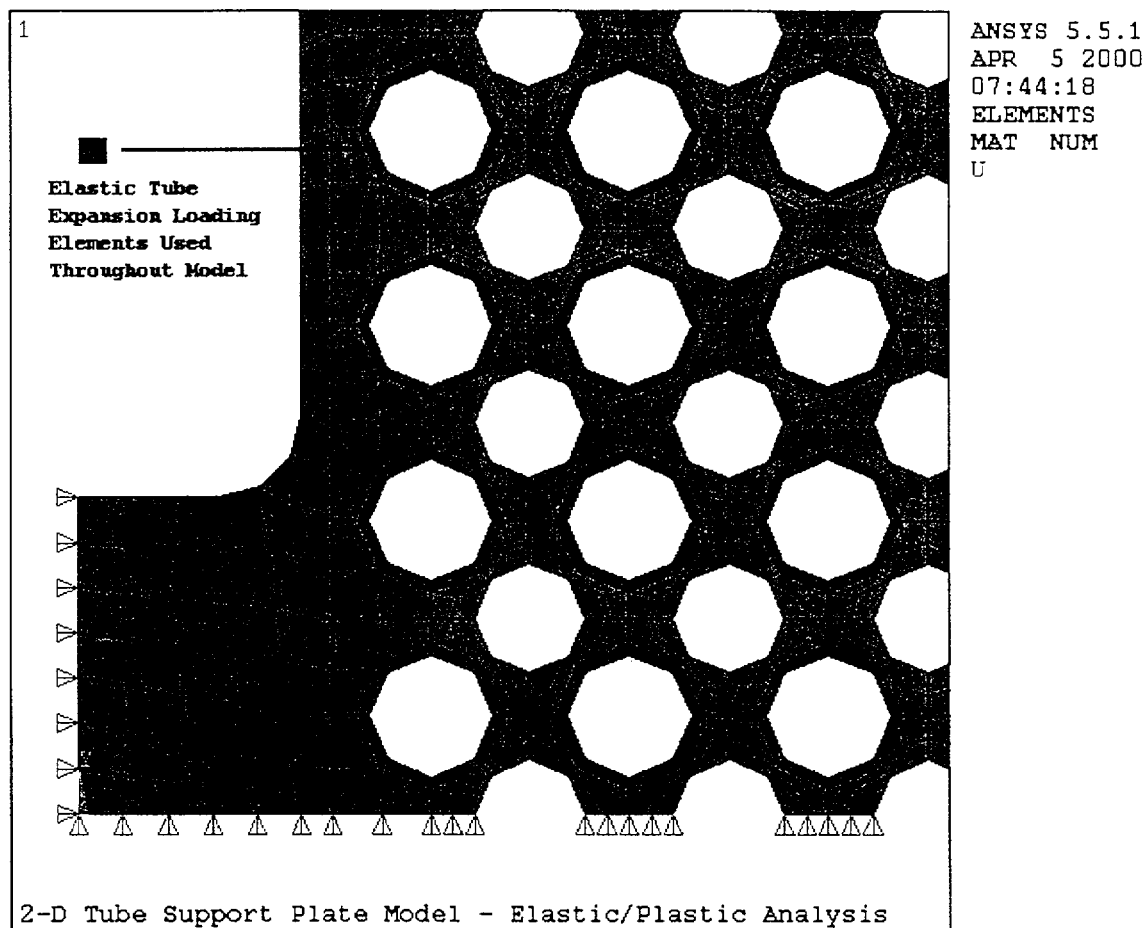 1
ANSYS 5.5.1
APR 5 2000
07:44:18
ELEMENTS
MAT NUM
U
Elastic Tube
Expansion Loading
Elements Used
Throughout Model
2-D Tube Support Plate Model - Elastic/Plastic Analysis